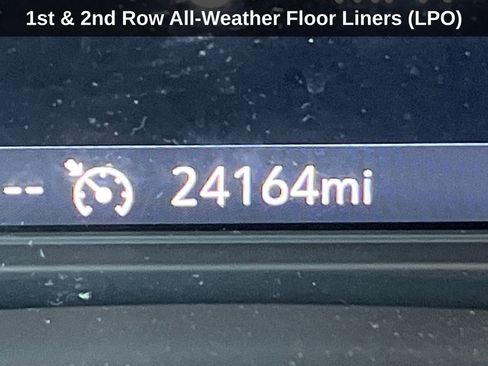 1st & 2nd Row All-Weather Floor Liners (LPO)
-- 24164mi